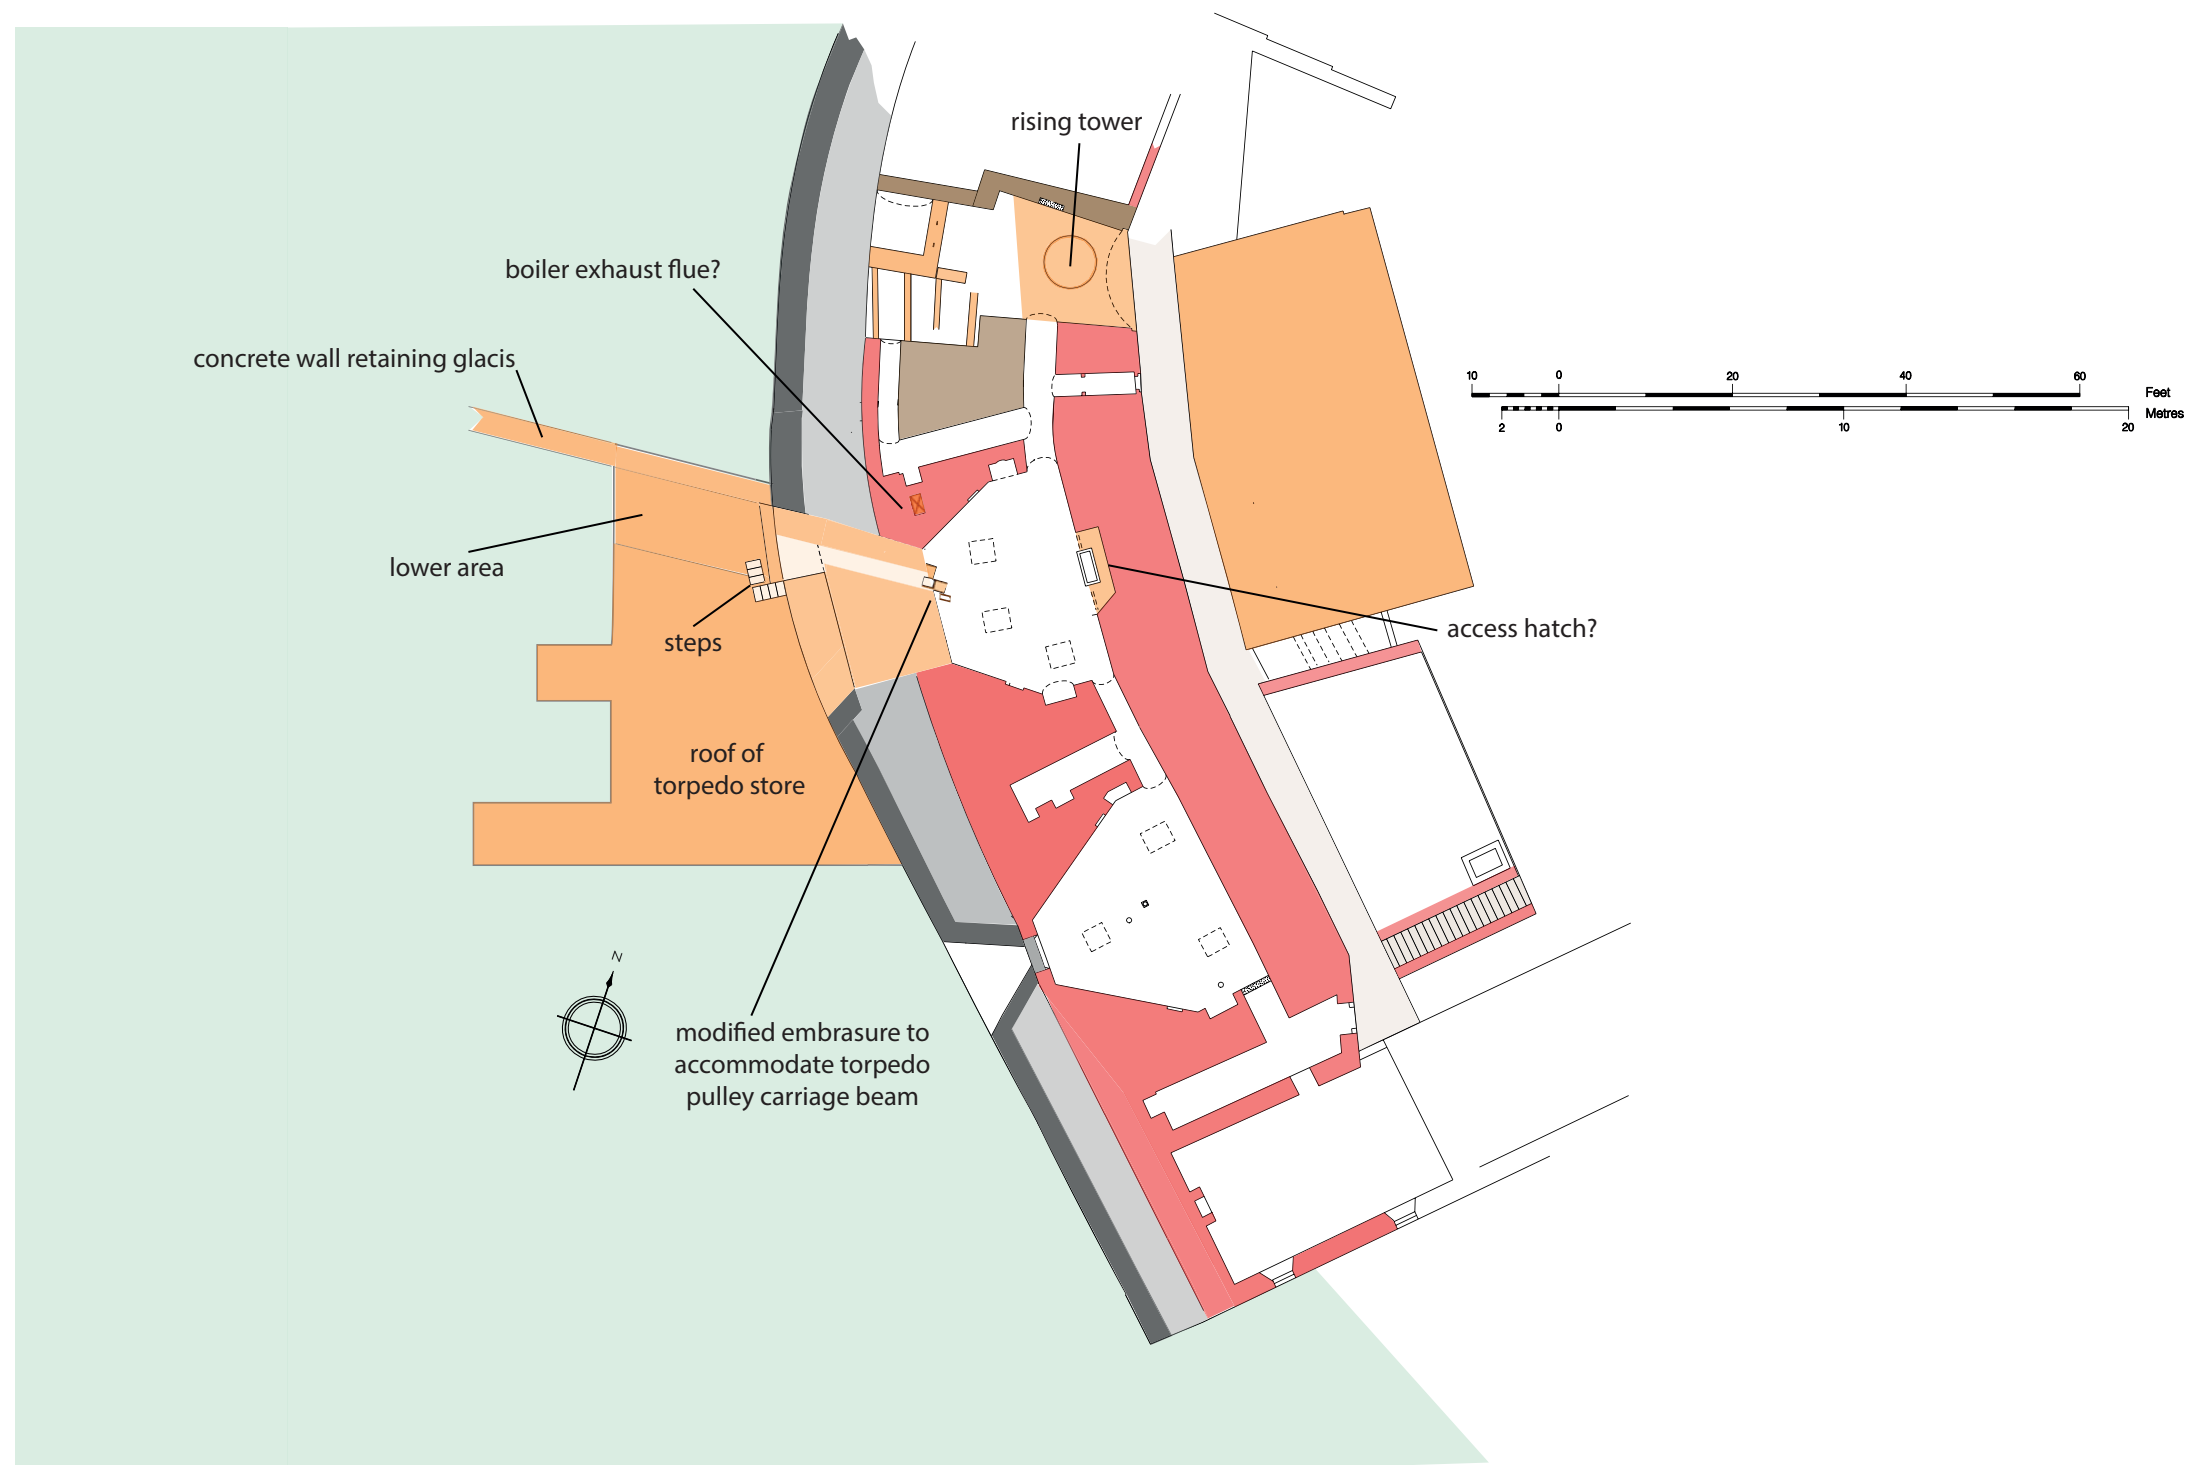 rising tower
boiler exhaust flue?
concrete wall retaining glacis
10 0 20 40 60
Feet
Metres
2 0 10 20
lower area
steps
access hatch?
roof of
torpedo store
N
modified embrasure to
accommodate torpedo
pulley carriage beam